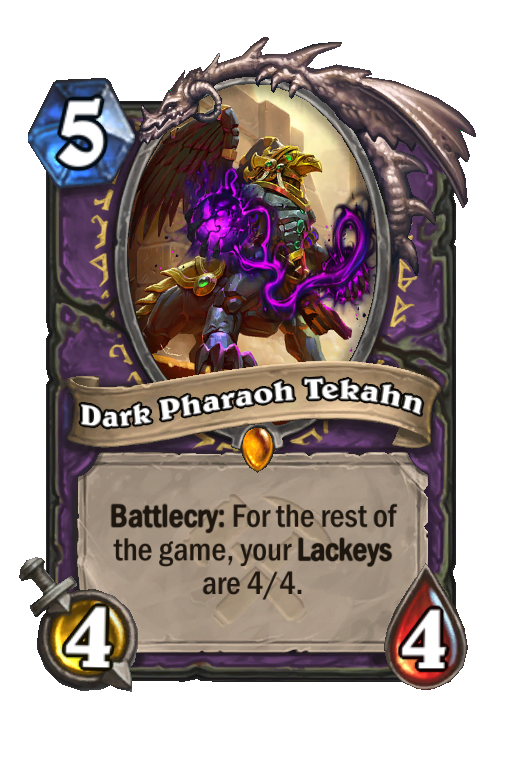 5
Dark Pharaoh Tekahn
Battlecry: For the rest of
the game, your Lackeys
are 4/4.
4
4